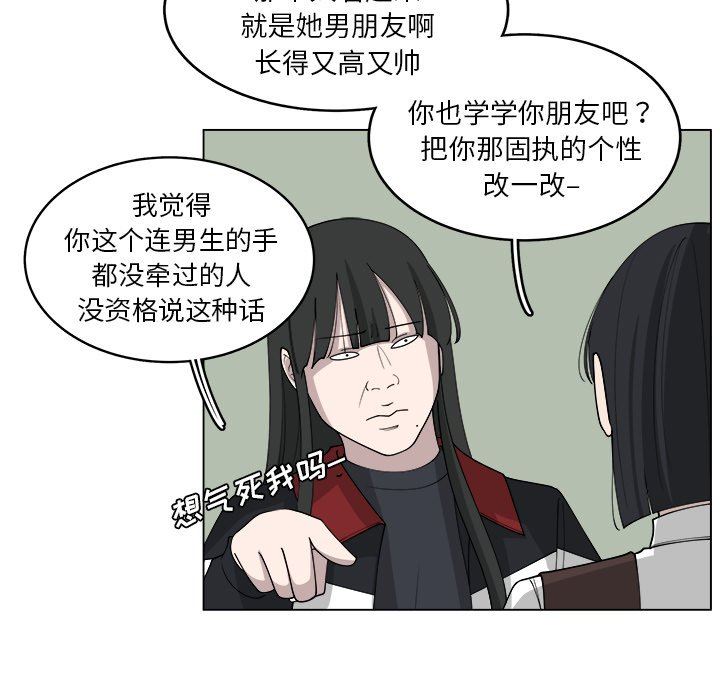 就是她男朋友啊
长得又高又帅
你也学学你朋友吧？
把你那固执的个性
改一改–
我觉得
你这个连男生的手
都没牵过的人
没资格说这种话
想气死我吗–